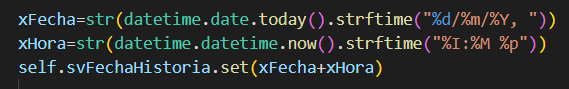 xFecha=str(datetime.date.today().strftime("%d/%m/%Y, "))
xHora=str(datetime.datetime.now().strftime("%I:%M %p"))
self.svFechaHistoria.set(xFecha+xHora)